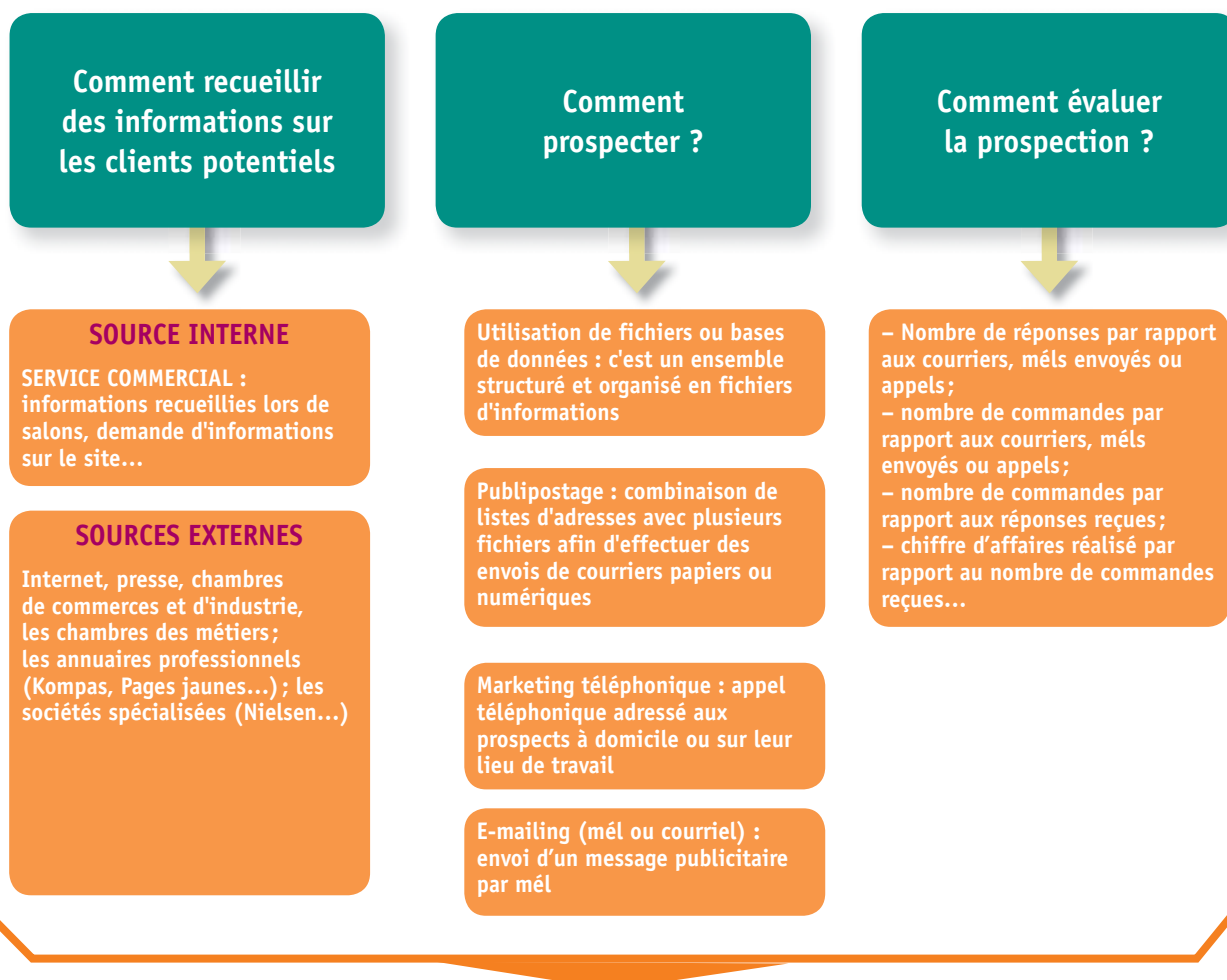 Comment recueillir
des informations sur
les clients potentiels
Comment
prospecter ?
Comment évaluer
la prospection ?
SOURCE INTERNE
SERVICE COMMERCIAL :
informations recueillies lors de
salons, demande d'informations
sur le site...
SOURCES EXTERNES
Internet, presse, chambres
de commerces et d'industrie,
les chambres des métiers ;
les annuaires professionnels
(Kompas, Pages jaunes...) ; les
sociétés spécialisées (Nielsen...)
Utilisation de fichiers ou bases
de données : c'est un ensemble
structuré et organisé en fichiers
d'informations
Publipostage : combinaison de
listes d'adresses avec plusieurs
fichiers afin d'effectuer des
envois de courriers papiers ou
numériques
Marketing téléphonique : appel
téléphonique adressé aux
prospects à domicile ou sur leur
lieu de travail
E-mailing (mél ou courriel) :
envoi d’un message publicitaire
par mél
– Nombre de réponses par rapport
aux courriers, méls envoyés ou
appels ;
– nombre de commandes par
rapport aux courriers, méls
envoyés ou appels ;
– nombre de commandes par
rapport aux réponses reçues ;
– chiffre d’affaires réalisé par
rapport au nombre de commandes
reçues...